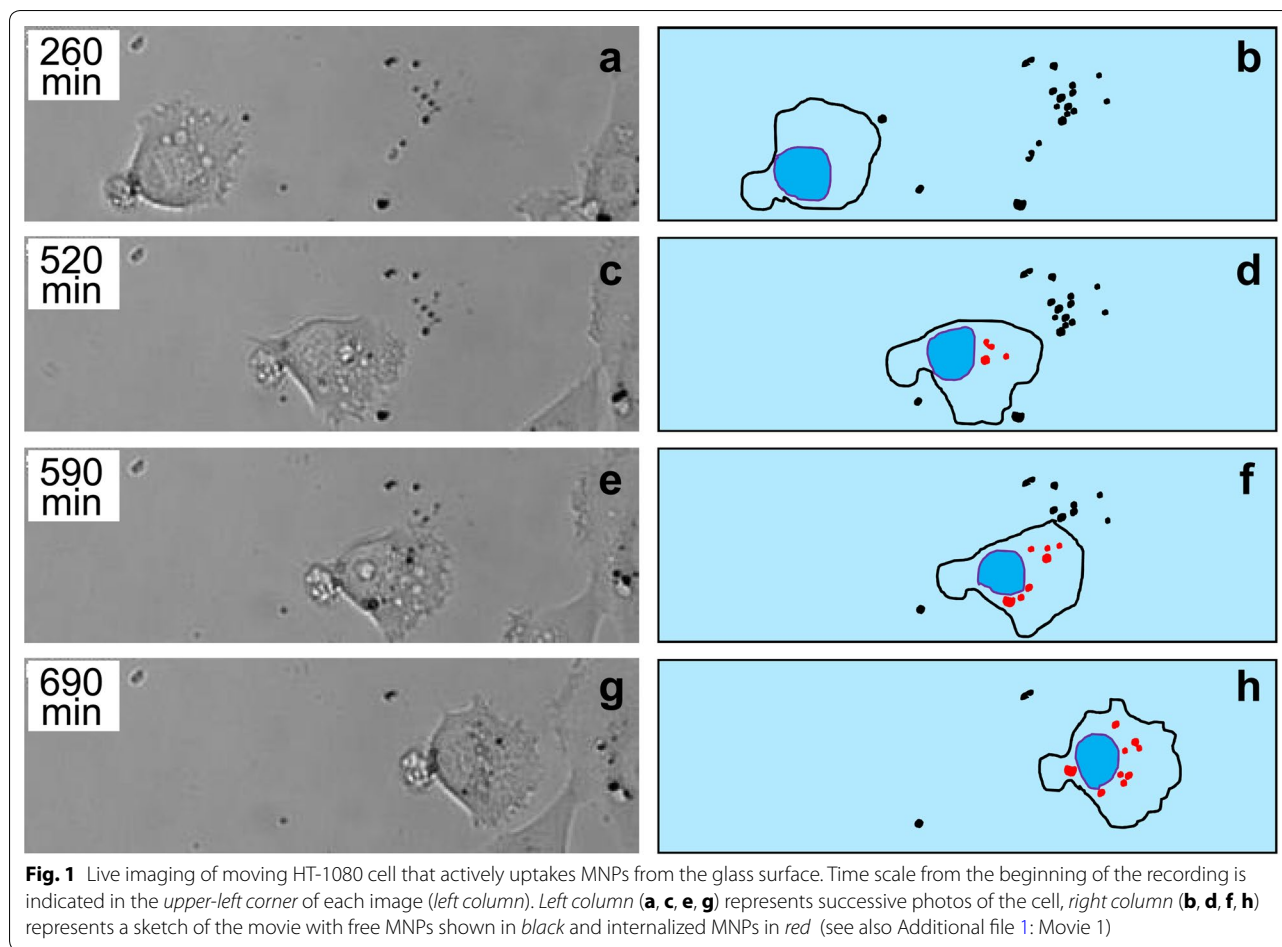 260
min
a
b
520
min
c
d
590
min
e
f
690
min
g
h
Fig. 1 Live imaging of moving HT-1080 cell that actively uptakes MNPs from the glass surface. Time scale from the beginning of the recording is
indicated in the upper-left corner of each image (left column). Left column (a, c, e, g) represents successive photos of the cell, right column (b, d, f, h)
represents a sketch of the movie with free MNPs shown in black and internalized MNPs in red (see also Additional file 1: Movie 1)